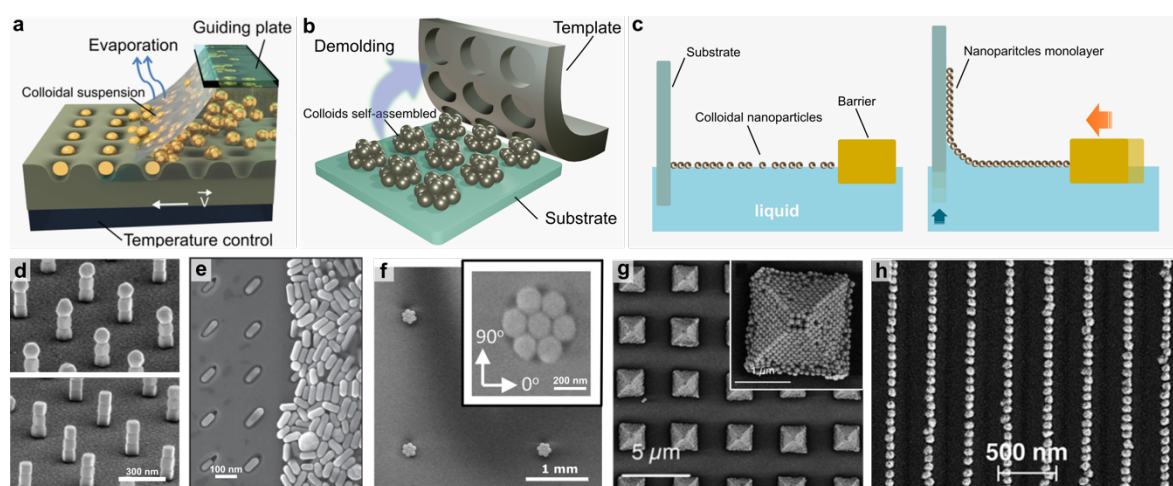 a
Evaporation
Guiding plate
Colloidal suspension
V
Temperature control
b
Template
Demolding
Colloids self-assembled
Substrate
c
Substrate
Colloidal nanoparticles
Barrier
liquid
Nanoparitcles monolayer
d
300 nm
e
100 nm
f
90°
0°
200 nm
1 mm
g
1 μm
5 μm
h
500 nm